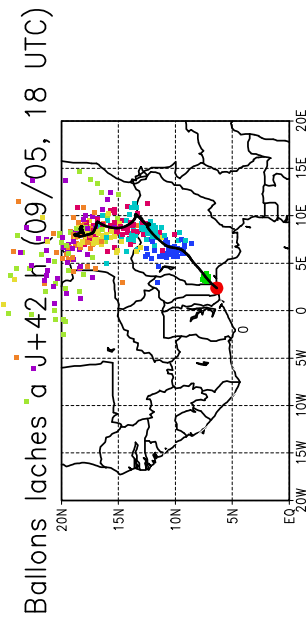 Ballons laches a J+42 h (09/05, 18 UTC)
20N
15N
10N
5N
EQ
20W 15W 10W 5W 0 5E 10E 15E 20E
0